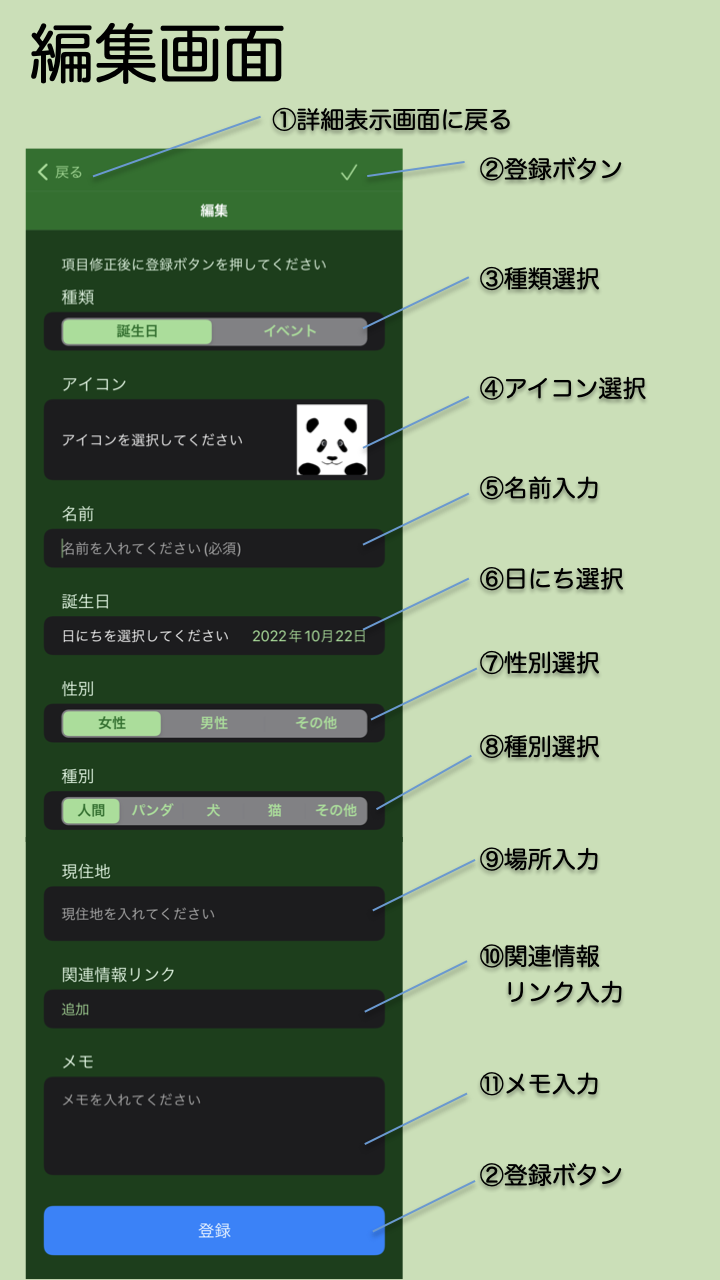 編集画面
①詳細表示画面に戻る
戻る
②登録ボタン
編集
項目修正後に登録ボタンを押してください
種類
③種類選択
誕生日 イベント
アイコン
④アイコン選択
アイコンを選択してください
名前
⑤名前入力
名前を入れてください(必須)
誕生日
⑥日にち選択
日にちを選択してください 2022年10月22日
性別
⑦性別選択
女性 男性 その他
種別
⑧種別選択
人間 パンダ 犬 猫 その他
現住地
⑨場所入力
現住地を入れてください
関連情報リンク
⑩関連情報
リンク入力
追加
メモ
⑪メモ入力
メモを入れてください
②登録ボタン
登録